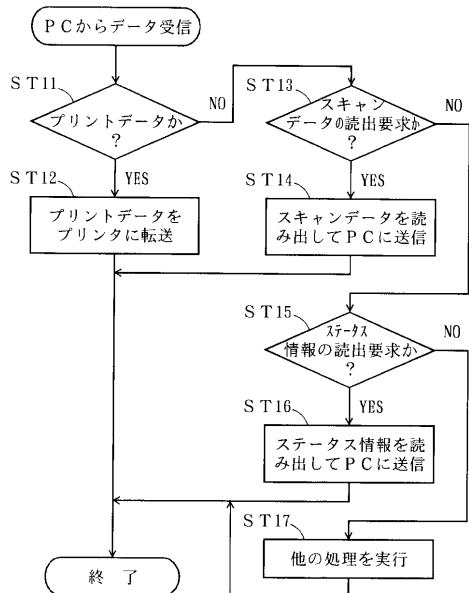 PCからデータ受信
ST11
プリントデータか
?
NO
YES
ST12
プリントデータを
プリンタに転送
ST13
スキャン
データの読出要求か
?
NO
YES
ST14
スキャンデータを読
み出してPCに送信
ST15
ステータス
情報の読出要求か
?
NO
YES
ST16
ステータス情報を読
み出してPCに送信
ST17
他の処理を実行
終 了